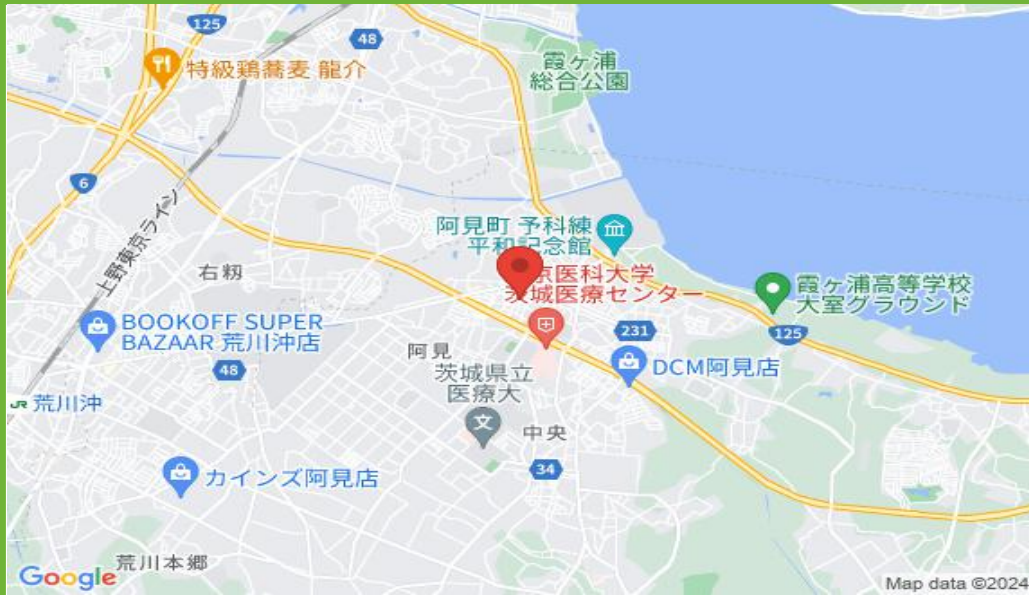 125
48
特級鶏蕎麦 龍介
霞ヶ浦
総合公園
6
上野東京ライン
阿見町 予科練
平和記念館
右籾
京医科大学
茨城医療センター
霞ヶ浦高等学校
大室グラウンド
BOOKOFF SUPER
BAZAAR 荒川沖店
231
125
阿見
48
DCM阿見店
茨城県立
医療大
JR 荒川沖
中央
34
カインズ阿見店
荒川本郷
Google
Map data ©2024